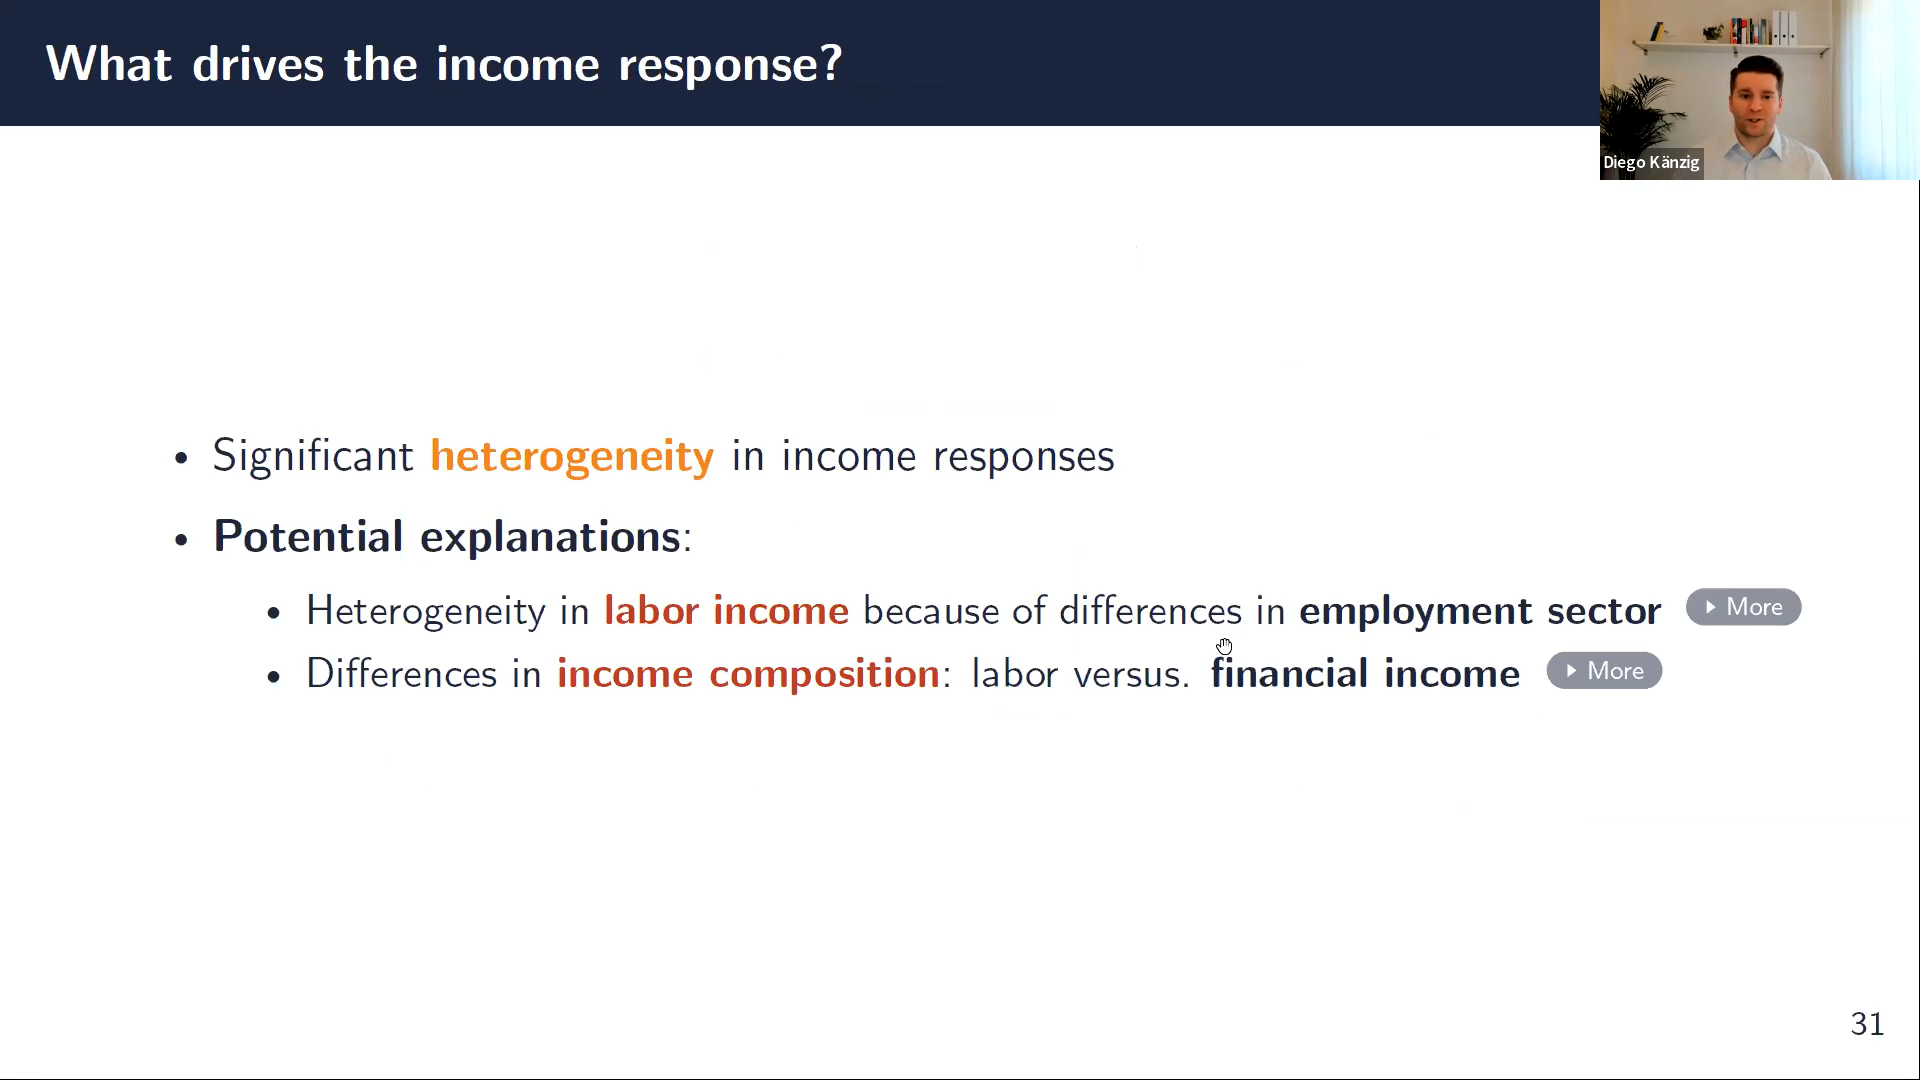 What drives the income response?
Diego Känzig
• Significant heterogeneity in income responses
• Potential explanations:
• Heterogeneity in labor income because of differences in employment sector More
• Differences in income composition: labor versus. financial income More
31